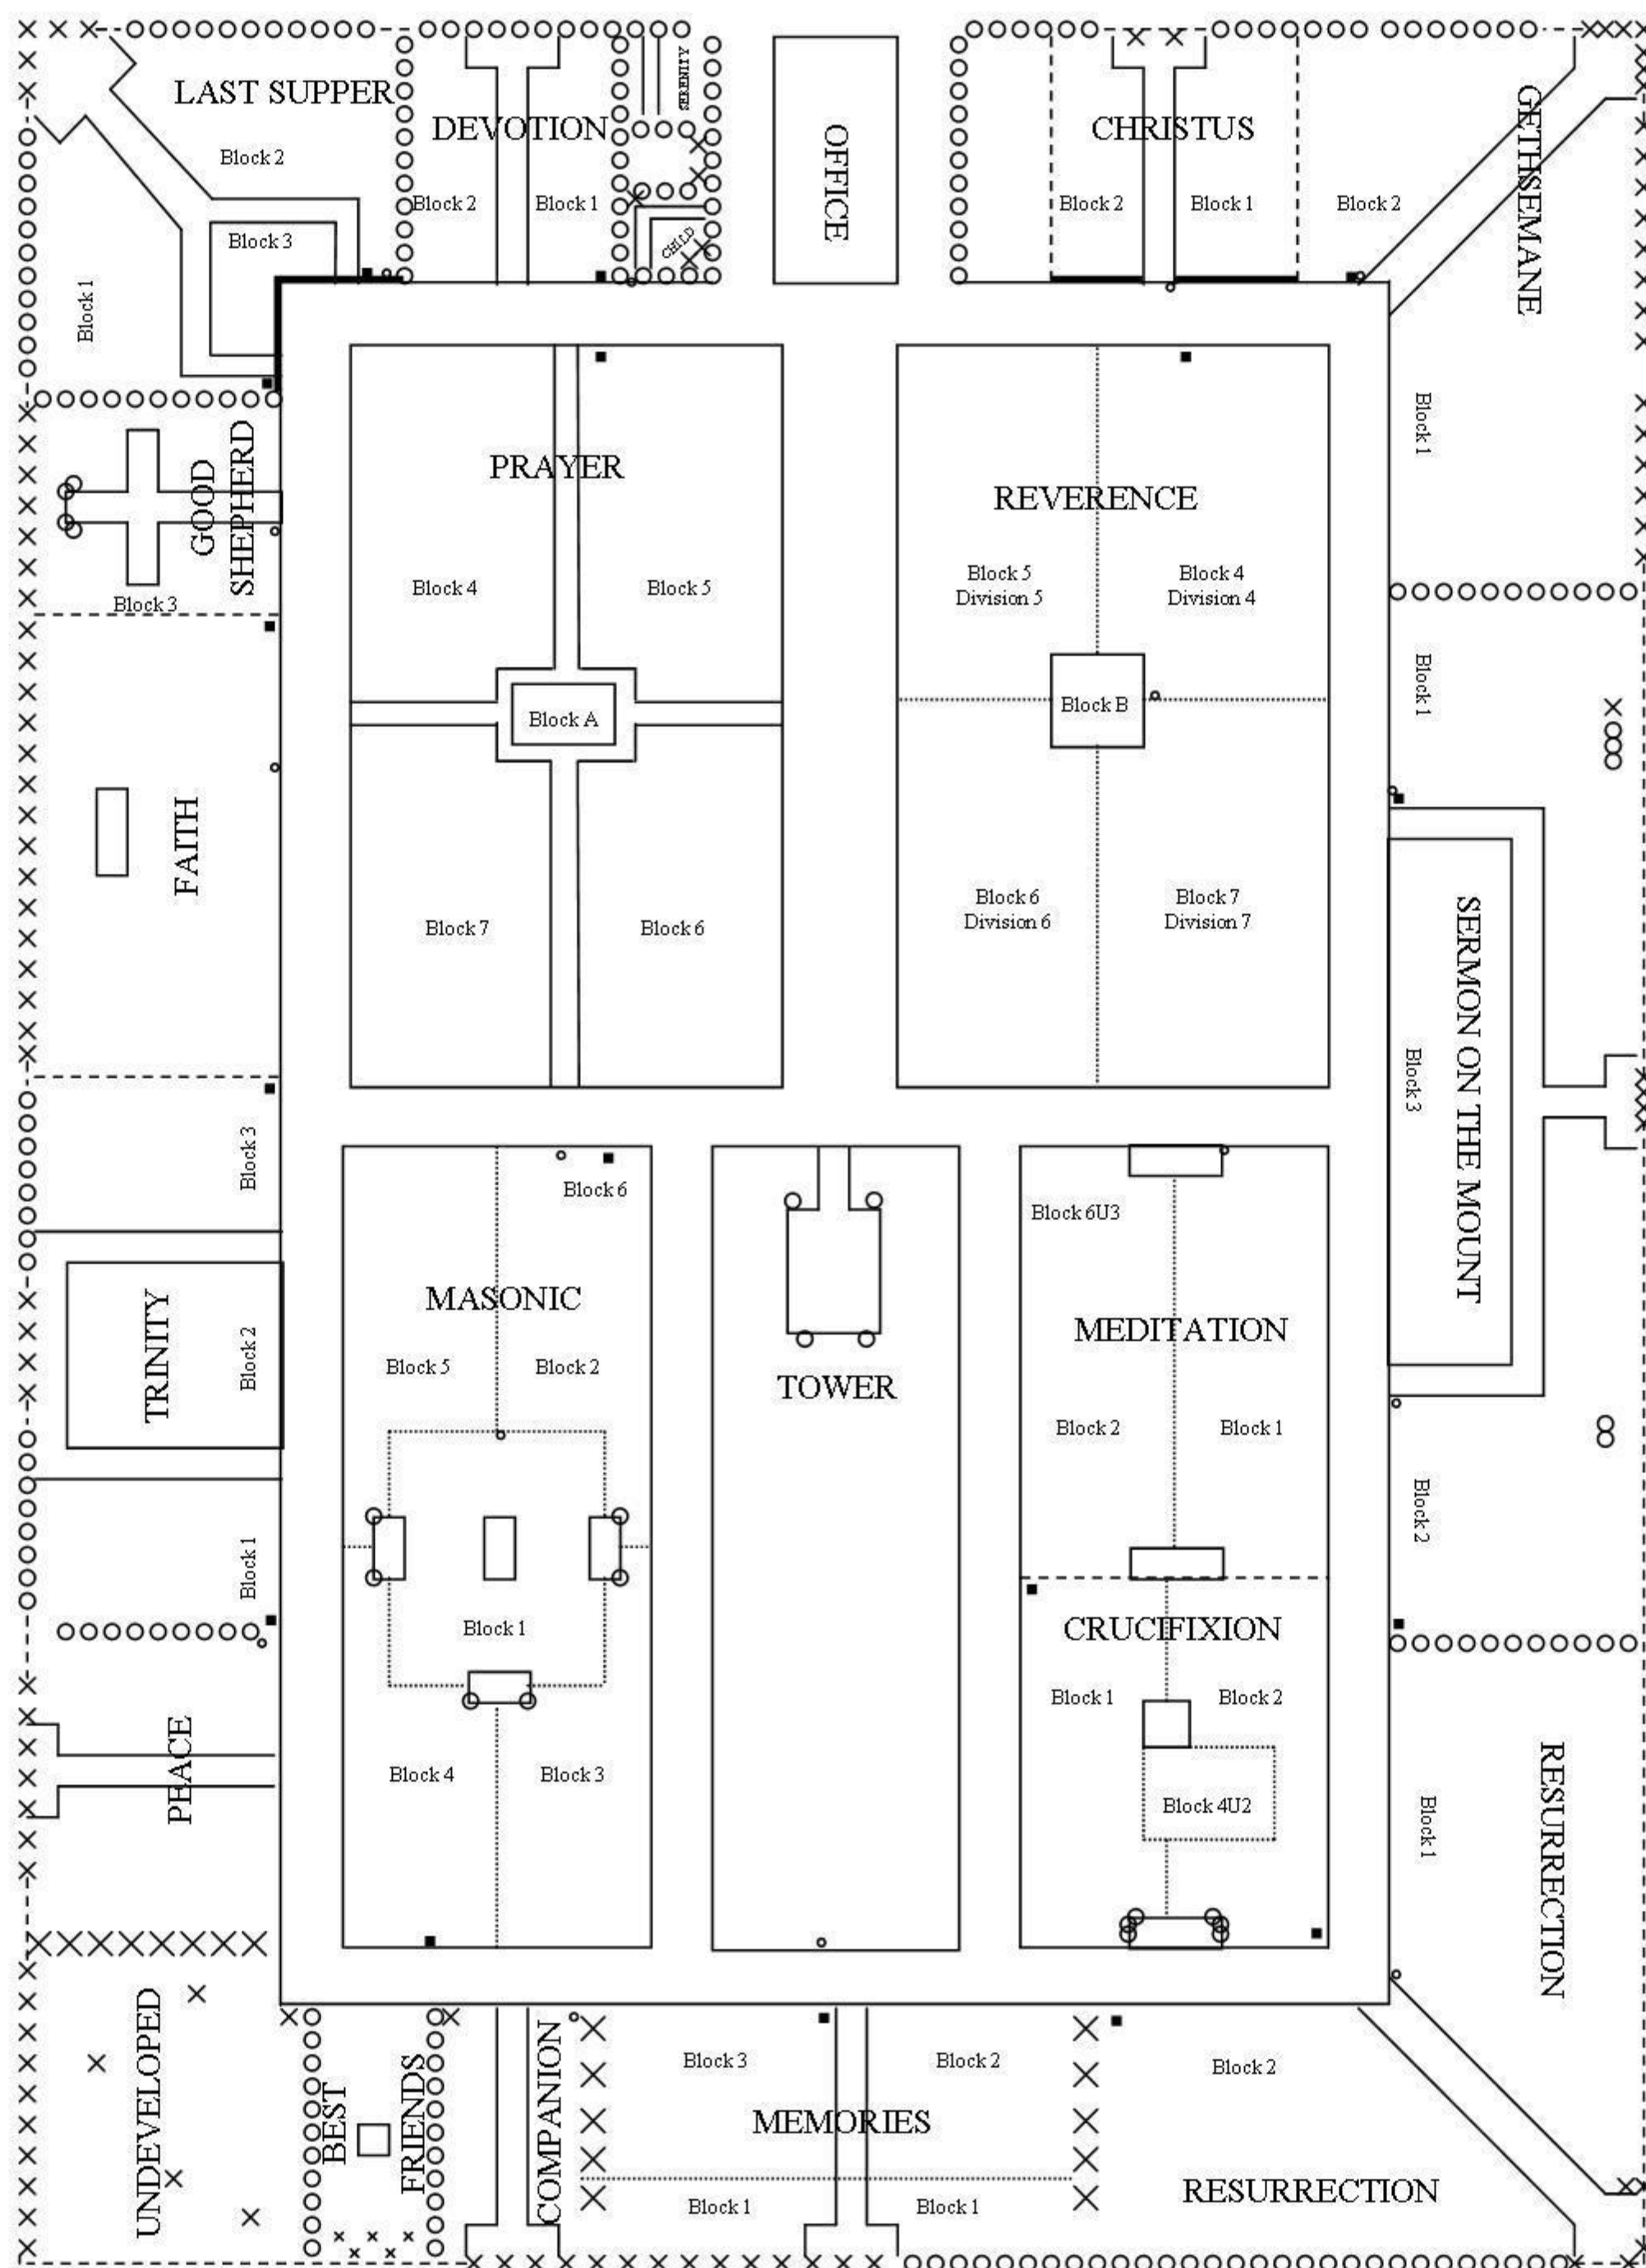 LAST SUPPER
Block 2
Block 3
Block 1
DEVOTION
Block 2
Block 1
SERENITY
CHILD
OFFICE
CHRISTUS
Block 2
Block 1
Block 2
GETHSEMANE
Block 1
GOOD
SHEPHERD
Block 3
PRAYER
Block 4
Block 5
Block A
Block 7
Block 6
REVERENCE
Block 5
Division 5
Block 4
Division 4
Block B
Block 6
Division 6
Block 7
Division 7
Block 1
FAITH
SERMON ON THE MOUNT
Block 3
Block 2
Block 3
TRINITY
Block 2
Block 1
MASONIC
Block 6
Block 5
Block 2
Block 1
Block 4
Block 3
TOWER
Block 6U3
MEDITATION
Block 2
Block 1
CRUCIFIXION
Block 1
Block 2
Block 4U2
PEACE
RESURRECTION
Block 1
UNDEVELOPED
BEST
FRIENDS
COMPANION
Block 3
Block 2
MEMORIES
Block 1
Block 1
Block 2
RESURRECTION